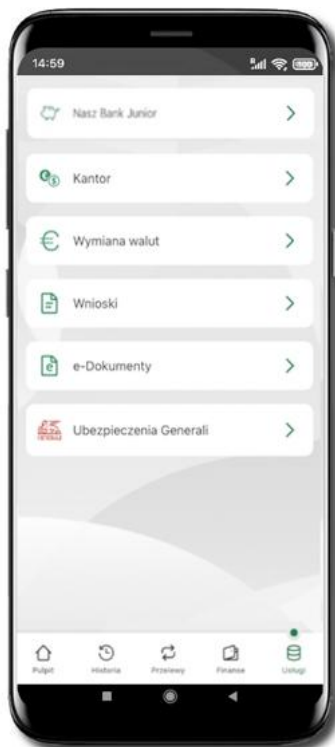 14:59
Nasz Bank Junior
Kantor
Wymiana walut
Wnioski
e-Dokumenty
Ubezpieczenia Generali
Pulpit
Historia
Przelewy
Finanse
Usługi